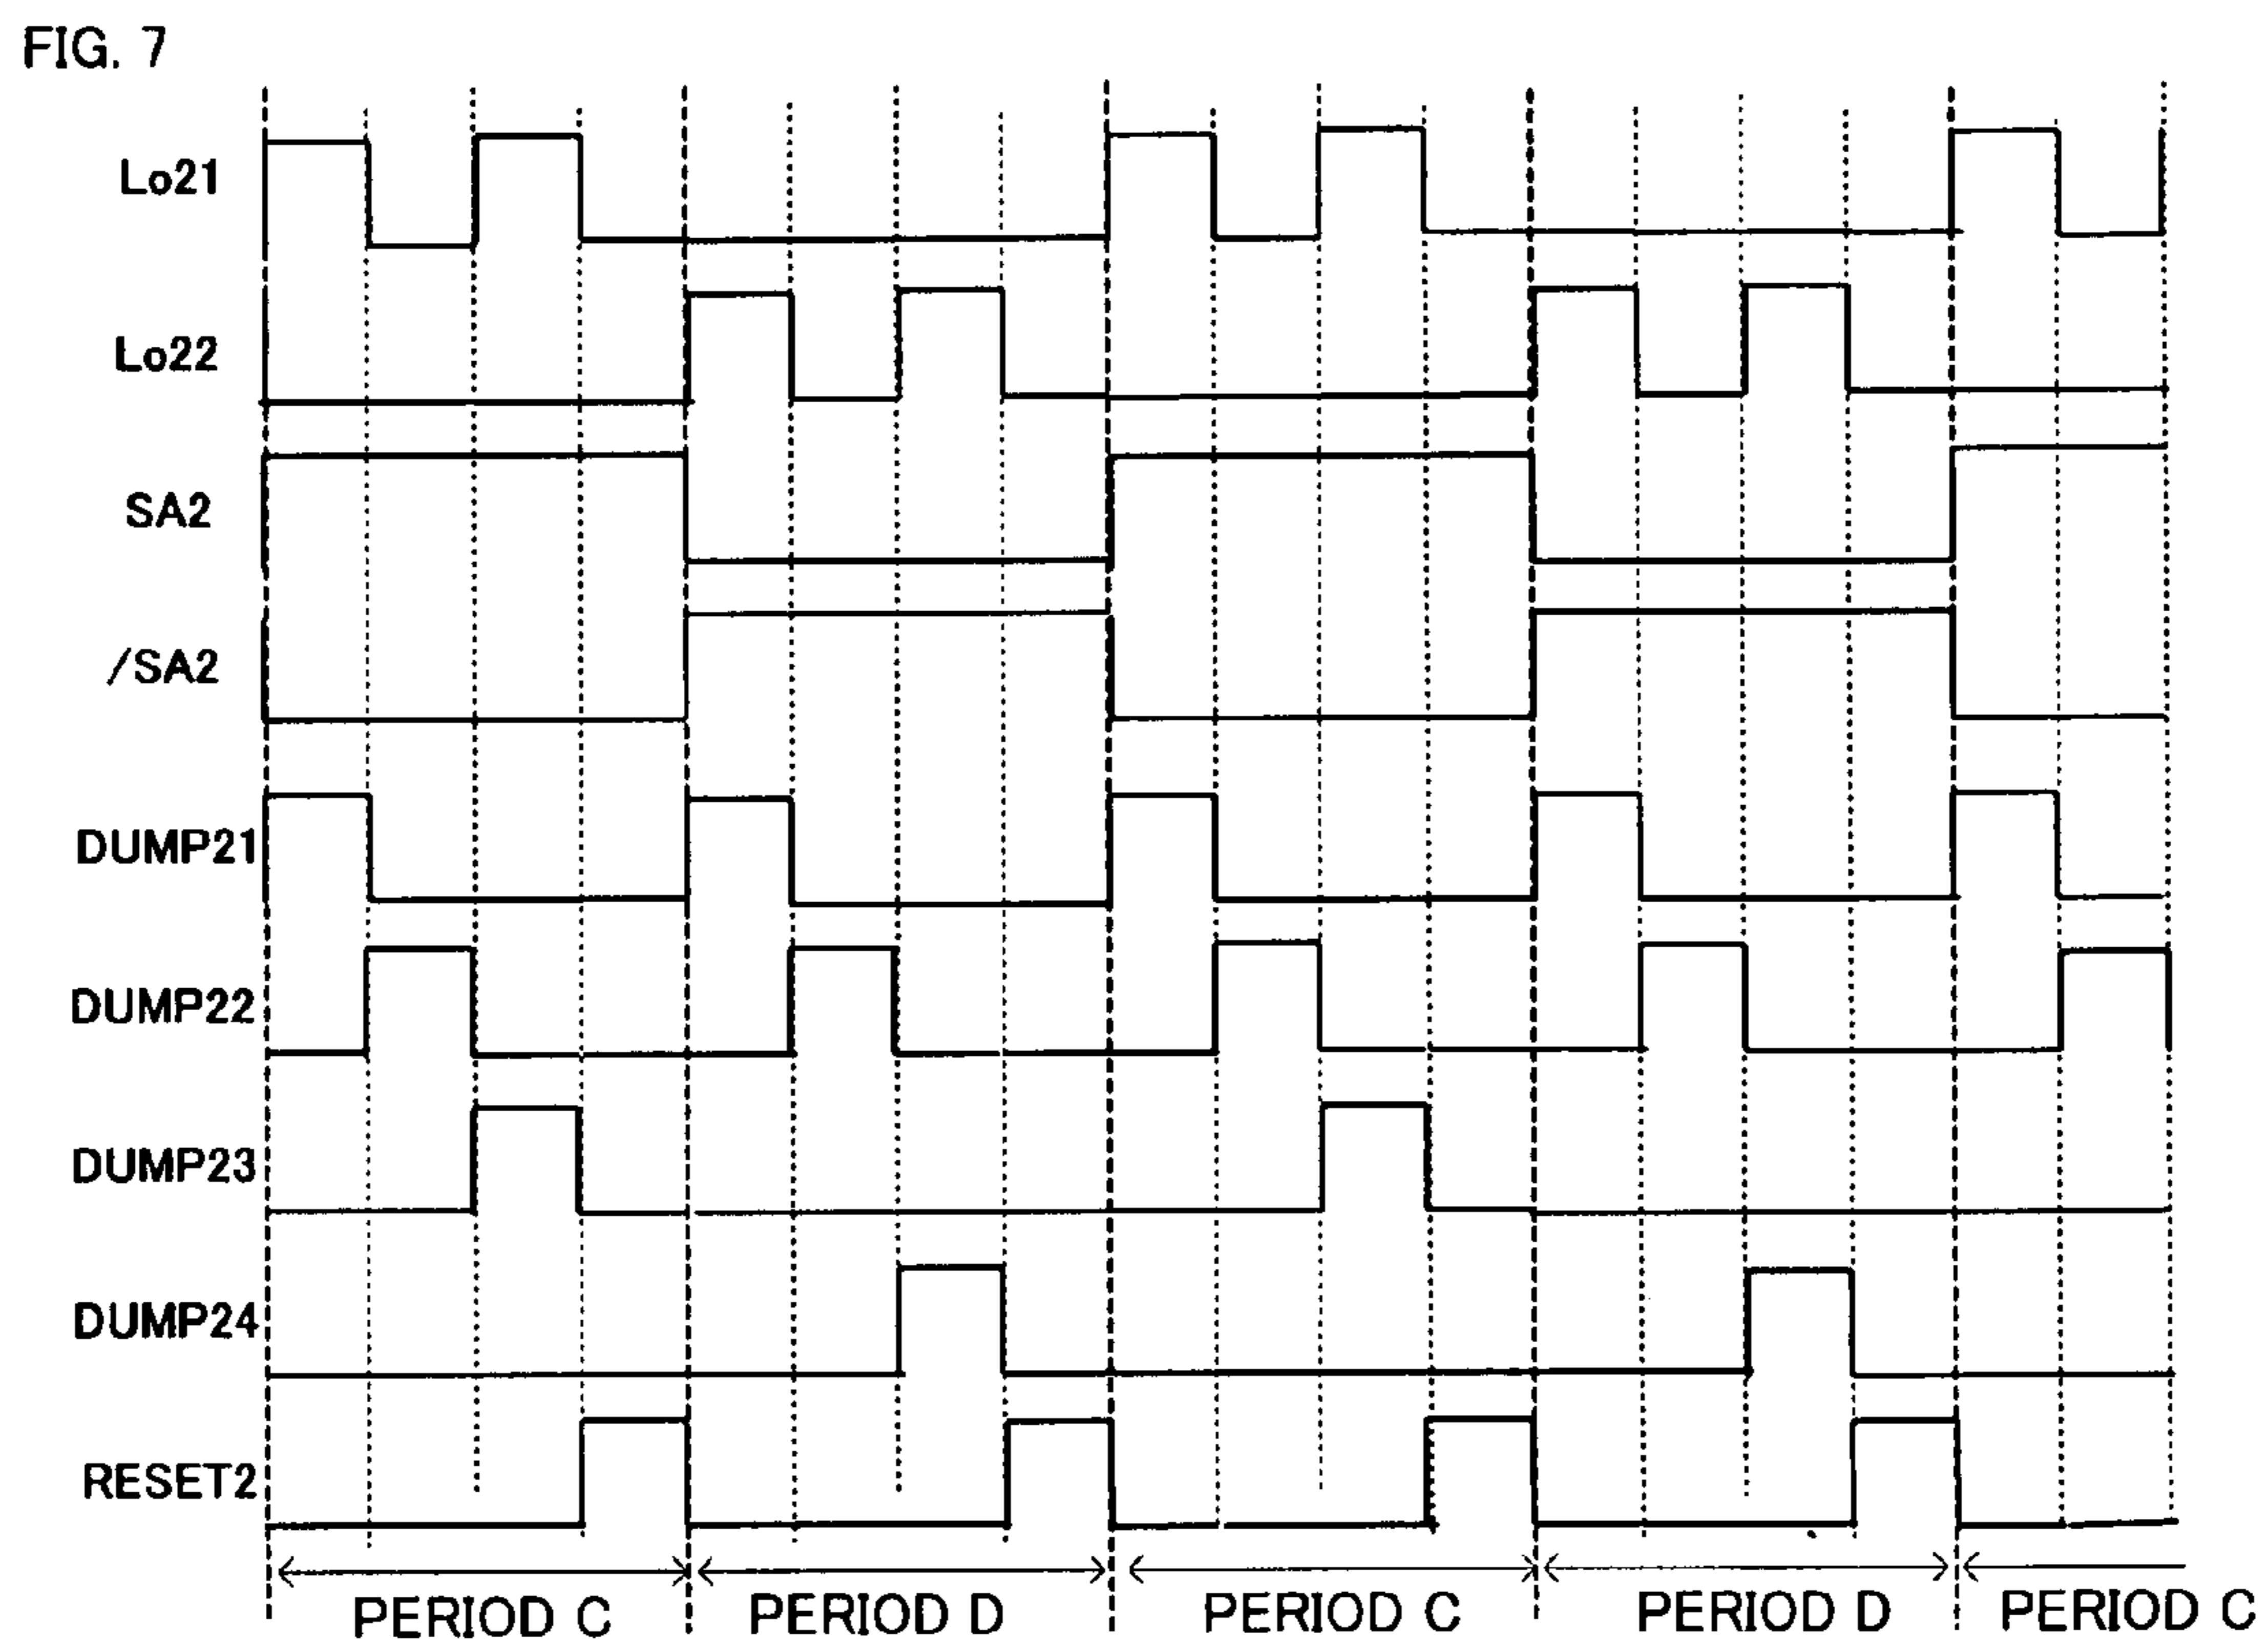 FIG. 7
Lo21
Lo22
SA2
/SA2
DUMP21
DUMP22
DUMP23
DUMP24
RESET2
PERIOD C PERIOD D PERIOD C PERIOD D PERIOD C